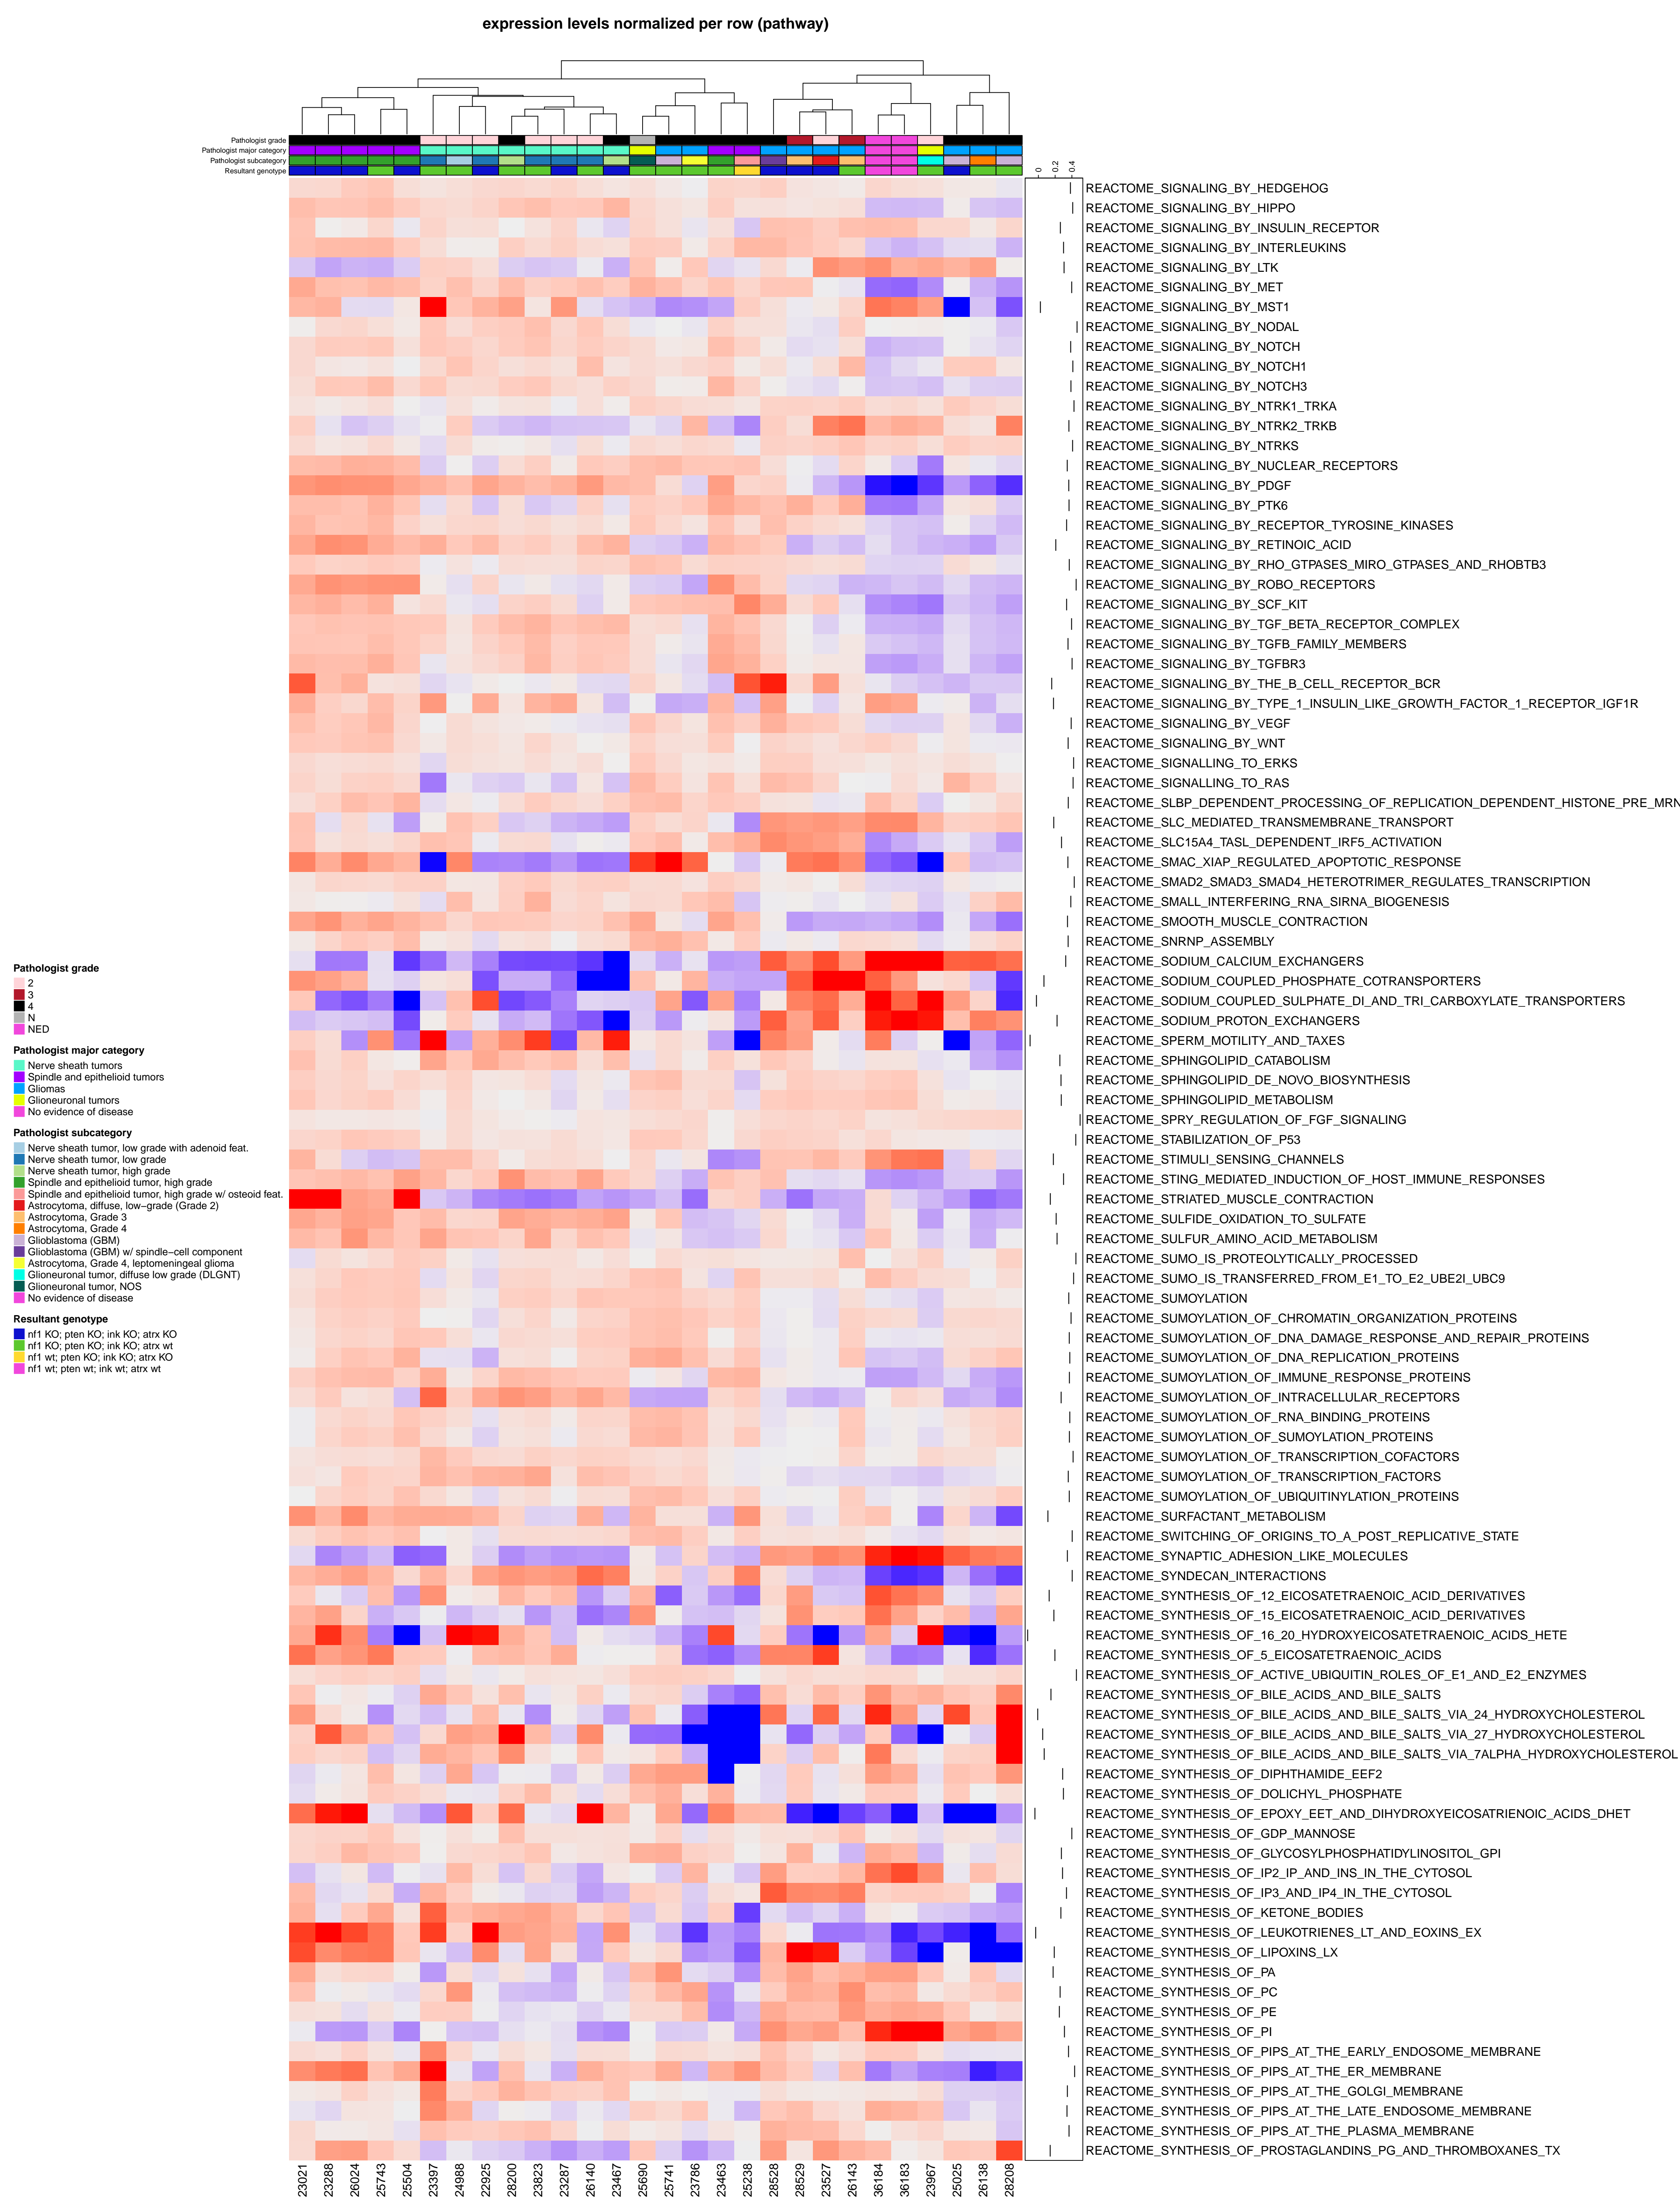 expression levels normalized per row (pathway)
Pathologist grade
Pathologist major category
Pathologist subcategory
Resultant genotype
0
0.2
0.4
REACTOME_SIGNALING_BY_HEDGEHOG
REACTOME_SIGNALING_BY_HIPPO
REACTOME_SIGNALING_BY_INSULIN_RECEPTOR
REACTOME_SIGNALING_BY_INTERLEUKINS
REACTOME_SIGNALING_BY_LTK
REACTOME_SIGNALING_BY_MET
REACTOME_SIGNALING_BY_MST1
REACTOME_SIGNALING_BY_NODAL
REACTOME_SIGNALING_BY_NOTCH
REACTOME_SIGNALING_BY_NOTCH1
REACTOME_SIGNALING_BY_NOTCH3
REACTOME_SIGNALING_BY_NTRK1_TRKA
REACTOME_SIGNALING_BY_NTRK2_TRKB
REACTOME_SIGNALING_BY_NTRKS
REACTOME_SIGNALING_BY_NUCLEAR_RECEPTORS
REACTOME_SIGNALING_BY_PDGF
REACTOME_SIGNALING_BY_PTK6
REACTOME_SIGNALING_BY_RECEPTOR_TYROSINE_KINASES
REACTOME_SIGNALING_BY_RETINOIC_ACID
REACTOME_SIGNALING_BY_RHO_GTPASES_MIRO_GTPASES_AND_RHOBTB3
REACTOME_SIGNALING_BY_ROBO_RECEPTORS
REACTOME_SIGNALING_BY_SCF_KIT
REACTOME_SIGNALING_BY_TGF_BETA_RECEPTOR_COMPLEX
REACTOME_SIGNALING_BY_TGFB_FAMILY_MEMBERS
REACTOME_SIGNALING_BY_TGFBR3
REACTOME_SIGNALING_BY_THE_B_CELL_RECEPTOR_BCR
REACTOME_SIGNALING_BY_TYPE_1_INSULIN_LIKE_GROWTH_FACTOR_1_RECEPTOR_IGF1R
REACTOME_SIGNALING_BY_VEGF
REACTOME_SIGNALING_BY_WNT
REACTOME_SIGNALLING_TO_ERKS
REACTOME_SIGNALLING_TO_RAS
REACTOME_SLBP_DEPENDENT_PROCESSING_OF_REPLICATION_DEPENDENT_HISTONE_PRE_MRN
REACTOME_SLC_MEDIATED_TRANSMEMBRANE_TRANSPORT
REACTOME_SLC15A4_TASL_DEPENDENT_IRF5_ACTIVATION
REACTOME_SMAC_XIAP_REGULATED_APOPTOTIC_RESPONSE
REACTOME_SMAD2_SMAD3_SMAD4_HETEROTRIMER_REGULATES_TRANSCRIPTION
REACTOME_SMALL_INTERFERING_RNA_SIRNA_BIOGENESIS
REACTOME_SMOOTH_MUSCLE_CONTRACTION
REACTOME_SNRNP_ASSEMBLY
REACTOME_SODIUM_CALCIUM_EXCHANGERS
REACTOME_SODIUM_COUPLED_PHOSPHATE_COTRANSPORTERS
REACTOME_SODIUM_COUPLED_SULPHATE_DI_AND_TRI_CARBOXYLATE_TRANSPORTERS
REACTOME_SODIUM_PROTON_EXCHANGERS
REACTOME_SPERM_MOTILITY_AND_TAXES
REACTOME_SPHINGOLIPID_CATABOLISM
REACTOME_SPHINGOLIPID_DE_NOVO_BIOSYNTHESIS
REACTOME_SPHINGOLIPID_METABOLISM
REACTOME_SPRY_REGULATION_OF_FGF_SIGNALING
REACTOME_STABILIZATION_OF_P53
REACTOME_STIMULI_SENSING_CHANNELS
REACTOME_STING_MEDIATED_INDUCTION_OF_HOST_IMMUNE_RESPONSES
REACTOME_STRIATED_MUSCLE_CONTRACTION
REACTOME_SULFIDE_OXIDATION_TO_SULFATE
REACTOME_SULFUR_AMINO_ACID_METABOLISM
REACTOME_SUMO_IS_PROTEOLYTICALLY_PROCESSED
REACTOME_SUMO_IS_TRANSFERRED_FROM_E1_TO_E2_UBE2I_UBC9
REACTOME_SUMOYLATION
REACTOME_SUMOYLATION_OF_CHROMATIN_ORGANIZATION_PROTEINS
REACTOME_SUMOYLATION_OF_DNA_DAMAGE_RESPONSE_AND_REPAIR_PROTEINS
REACTOME_SUMOYLATION_OF_DNA_REPLICATION_PROTEINS
REACTOME_SUMOYLATION_OF_IMMUNE_RESPONSE_PROTEINS
REACTOME_SUMOYLATION_OF_INTRACELLULAR_RECEPTORS
REACTOME_SUMOYLATION_OF_RNA_BINDING_PROTEINS
REACTOME_SUMOYLATION_OF_SUMOYLATION_PROTEINS
REACTOME_SUMOYLATION_OF_TRANSCRIPTION_COFACTORS
REACTOME_SUMOYLATION_OF_TRANSCRIPTION_FACTORS
REACTOME_SUMOYLATION_OF_UBIQUITINYLATION_PROTEINS
REACTOME_SURFACTANT_METABOLISM
REACTOME_SWITCHING_OF_ORIGINS_TO_A_POST_REPLICATIVE_STATE
REACTOME_SYNAPTIC_ADHESION_LIKE_MOLECULES
REACTOME_SYNDECAN_INTERACTIONS
REACTOME_SYNTHESIS_OF_12_EICOSATETRAENOIC_ACID_DERIVATIVES
REACTOME_SYNTHESIS_OF_15_EICOSATETRAENOIC_ACID_DERIVATIVES
REACTOME_SYNTHESIS_OF_16_20_HYDROXYEICOSATETRAENOIC_ACIDS_HETE
REACTOME_SYNTHESIS_OF_5_EICOSATETRAENOIC_ACIDS
REACTOME_SYNTHESIS_OF_ACTIVE_UBIQUITIN_ROLES_OF_E1_AND_E2_ENZYMES
REACTOME_SYNTHESIS_OF_BILE_ACIDS_AND_BILE_SALTS
REACTOME_SYNTHESIS_OF_BILE_ACIDS_AND_BILE_SALTS_VIA_24_HYDROXYCHOLESTEROL
REACTOME_SYNTHESIS_OF_BILE_ACIDS_AND_BILE_SALTS_VIA_27_HYDROXYCHOLESTEROL
REACTOME_SYNTHESIS_OF_BILE_ACIDS_AND_BILE_SALTS_VIA_7ALPHA_HYDROXYCHOLESTEROL
REACTOME_SYNTHESIS_OF_DIPHTHAMIDE_EEF2
REACTOME_SYNTHESIS_OF_DOLICHYL_PHOSPHATE
REACTOME_SYNTHESIS_OF_EPOXY_EET_AND_DIHYDROXYEICOSATRIENOIC_ACIDS_DHET
REACTOME_SYNTHESIS_OF_GDP_MANNOSE
REACTOME_SYNTHESIS_OF_GLYCOSYLPHOSPHATIDYLINOSITOL_GPI
REACTOME_SYNTHESIS_OF_IP2_IP_AND_INS_IN_THE_CYTOSOL
REACTOME_SYNTHESIS_OF_IP3_AND_IP4_IN_THE_CYTOSOL
REACTOME_SYNTHESIS_OF_KETONE_BODIES
REACTOME_SYNTHESIS_OF_LEUKOTRIENES_LT_AND_EOXINS_EX
REACTOME_SYNTHESIS_OF_LIPOXINS_LX
REACTOME_SYNTHESIS_OF_PA
REACTOME_SYNTHESIS_OF_PC
REACTOME_SYNTHESIS_OF_PE
REACTOME_SYNTHESIS_OF_PI
REACTOME_SYNTHESIS_OF_PIPS_AT_THE_EARLY_ENDOSOME_MEMBRANE
REACTOME_SYNTHESIS_OF_PIPS_AT_THE_ER_MEMBRANE
REACTOME_SYNTHESIS_OF_PIPS_AT_THE_GOLGI_MEMBRANE
REACTOME_SYNTHESIS_OF_PIPS_AT_THE_LATE_ENDOSOME_MEMBRANE
REACTOME_SYNTHESIS_OF_PIPS_AT_THE_PLASMA_MEMBRANE
REACTOME_SYNTHESIS_OF_PROSTAGLANDINS_PG_AND_THROMBOXANES_TX
Pathologist grade
2
3
4
N
NED
Pathologist major category
Nerve sheath tumors
Spindle and epithelioid tumors
Gliomas
Glioneuronal tumors
No evidence of disease
Pathologist subcategory
Nerve sheath tumor, low grade with adenoid feat.
Nerve sheath tumor, low grade
Nerve sheath tumor, high grade
Spindle and epithelioid tumor, high grade
Spindle and epithelioid tumor, high grade w/ osteoid feat.
Astrocytoma, diffuse, low−grade (Grade 2)
Astrocytoma, Grade 3
Astrocytoma, Grade 4
Glioblastoma (GBM)
Glioblastoma (GBM) w/ spindle−cell component
Astrocytoma, Grade 4, leptomeningeal glioma
Glioneuronal tumor, diffuse low grade (DLGNT)
Glioneuronal tumor, NOS
No evidence of disease
Resultant genotype
nf1 KO; pten KO; ink KO; atrx KO
nf1 KO; pten KO; ink KO; atrx wt
nf1 wt; pten KO; ink KO; atrx KO
nf1 wt; pten wt; ink wt; atrx wt
23021
23288
26024
25743
25504
23397
24988
22925
28200
23823
23287
26140
23467
25690
25741
23786
23463
25238
28528
28529
23527
26143
36184
36183
23967
25025
26138
28208